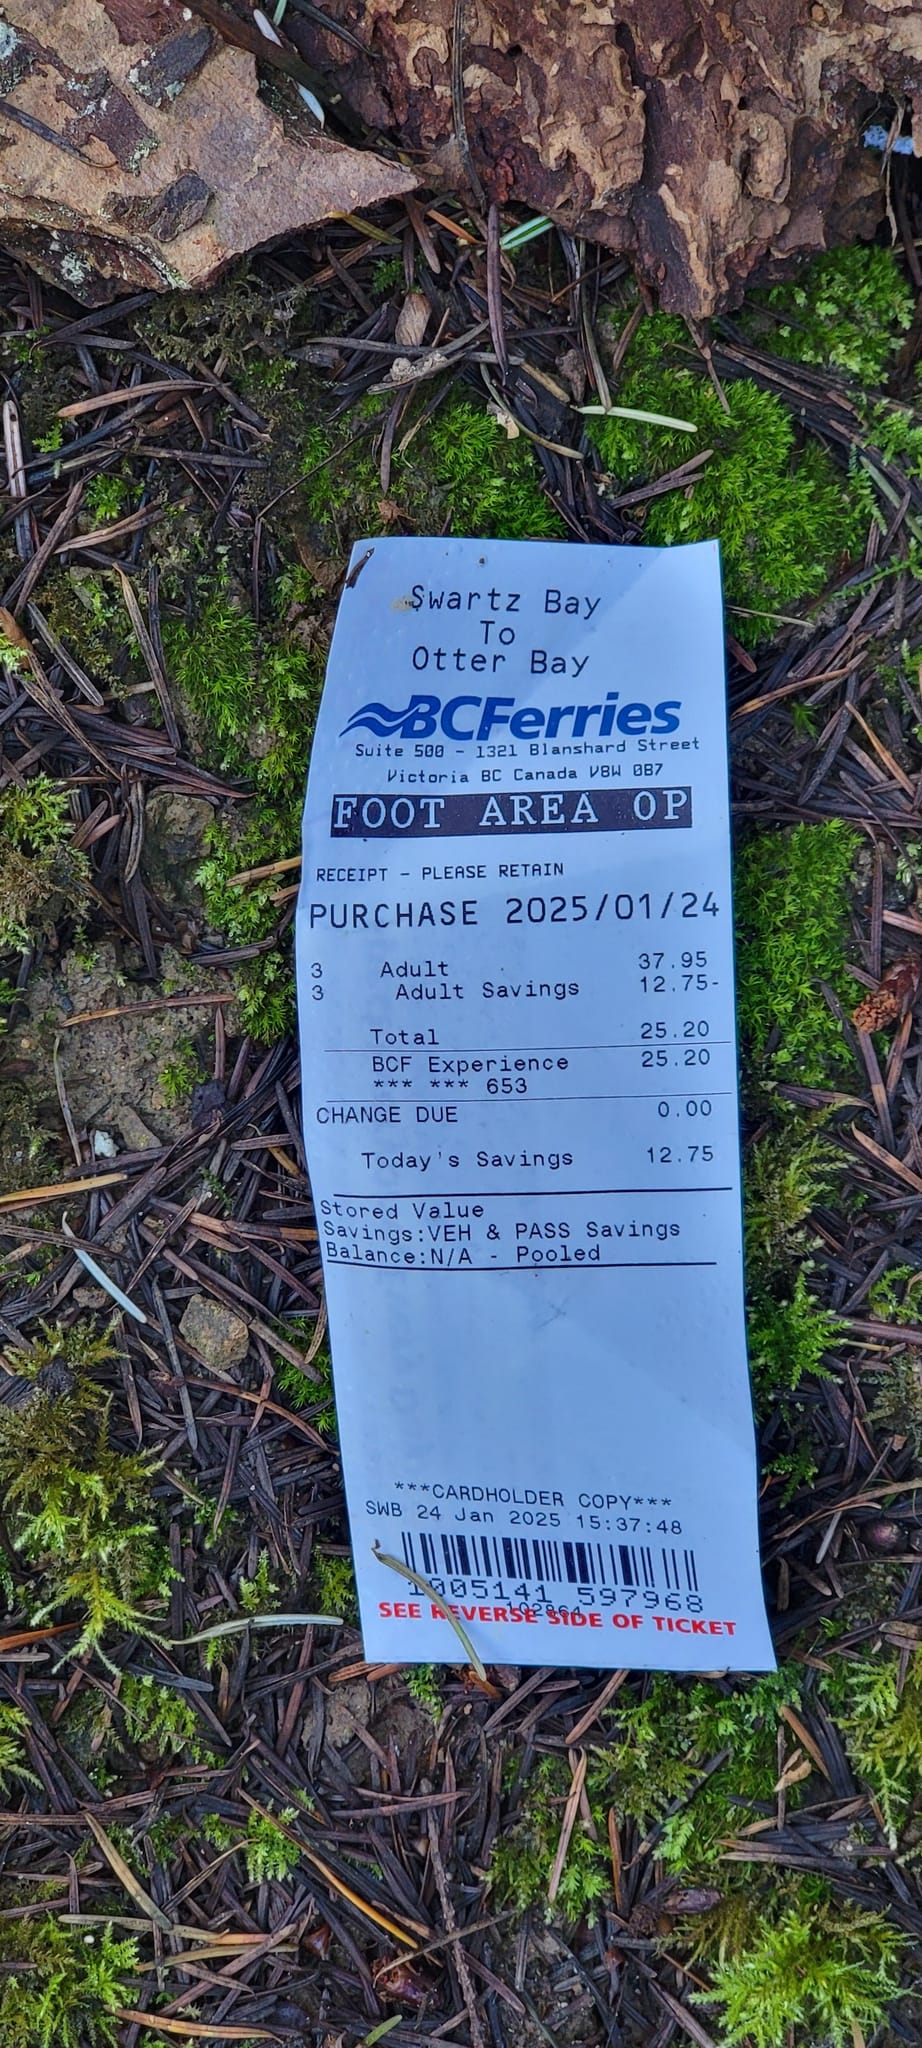 Swartz Bay
To
Otter Bay
BCFerries
Suite 500 - 1321 Blanshard Street
Victoria BC Canada V8W 0B7
FOOT AREA OP
RECEIPT - PLEASE RETAIN
PURCHASE 2025/01/24
3 Adult 37.95
3 Adult Savings 12.75-
Total 25.20
BCF Experience 25.20
*** *** 653
CHANGE DUE 0.00
Today's Savings 12.75
Stored Value
Savings:VEH & PASS Savings
Balance:N/A - Pooled
***CARDHOLDER COPY***
SWB 24 Jan 2025 15:37:48
1005141 597968
SEE REVERSE SIDE OF TICKET